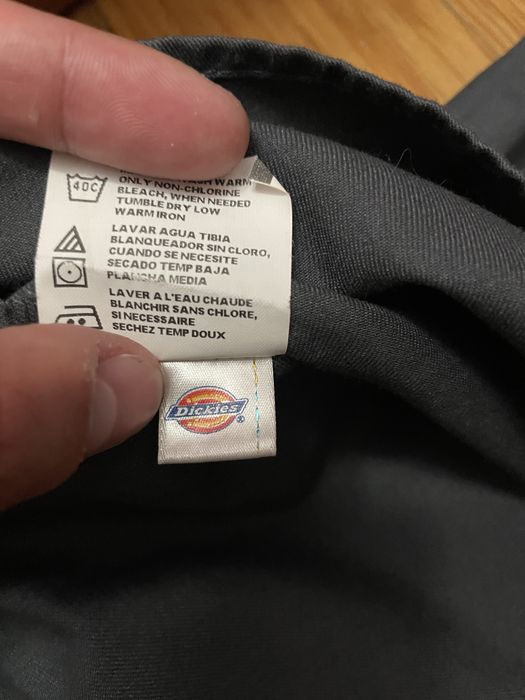 WASH WARM
40C
ONLY NON-CHLORINE
BLEACH, WHEN NEEDED
TUMBLE DRY LOW
WARM IRON
LAVAR AGUA TIBIA
BLANQUEADOR SIN CLORO,
CUANDO SE NECESITE
SECADO TEMP BAJA
PLANCHA MEDIA
LAVER A L'EAU CHAUDE
BLANCHIR SANS CHLORE,
SI NECESSAIRE
SECHEZ TEMP DOUX
Dickies®